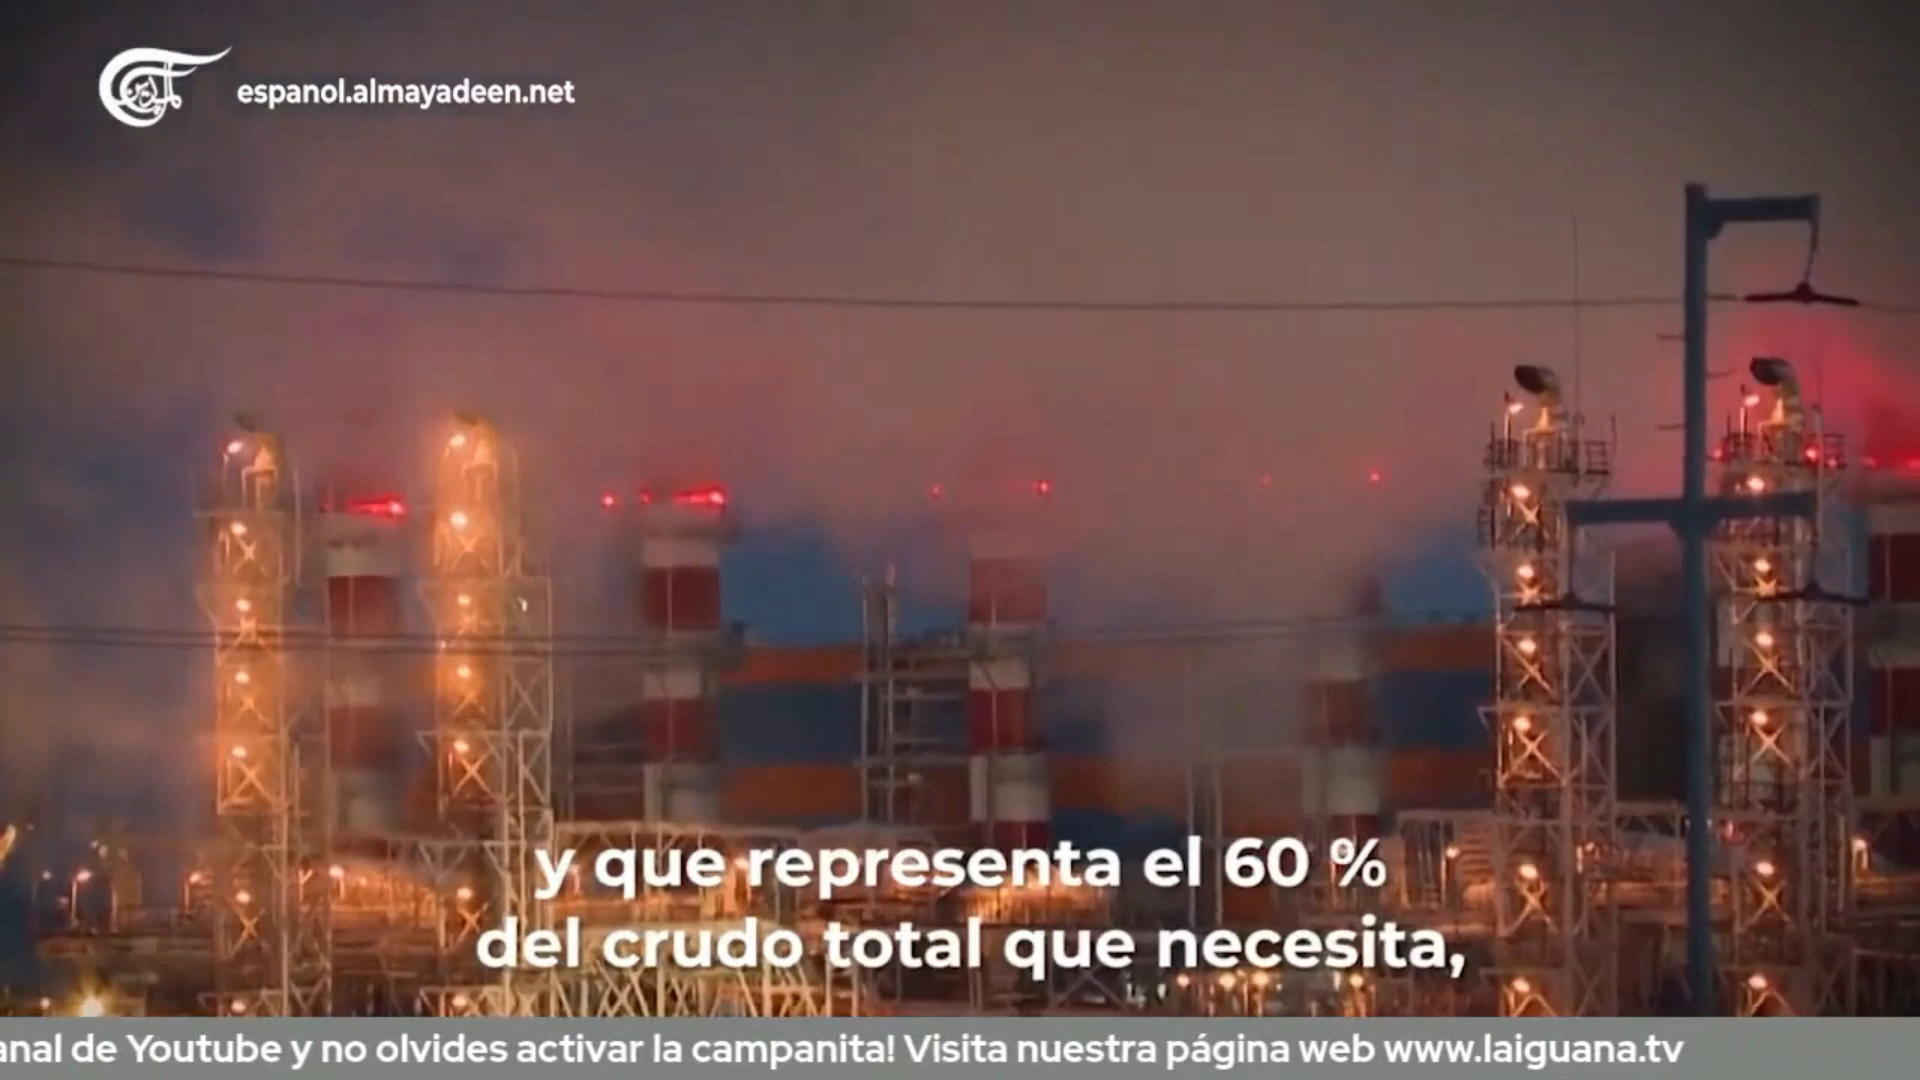 espanol.almayadeen.net
y que representa el 60 %
del crudo total que necesita,
anal de Youtube y no olvides activar la campanita! Visita nuestra página web www.laiguana.tv